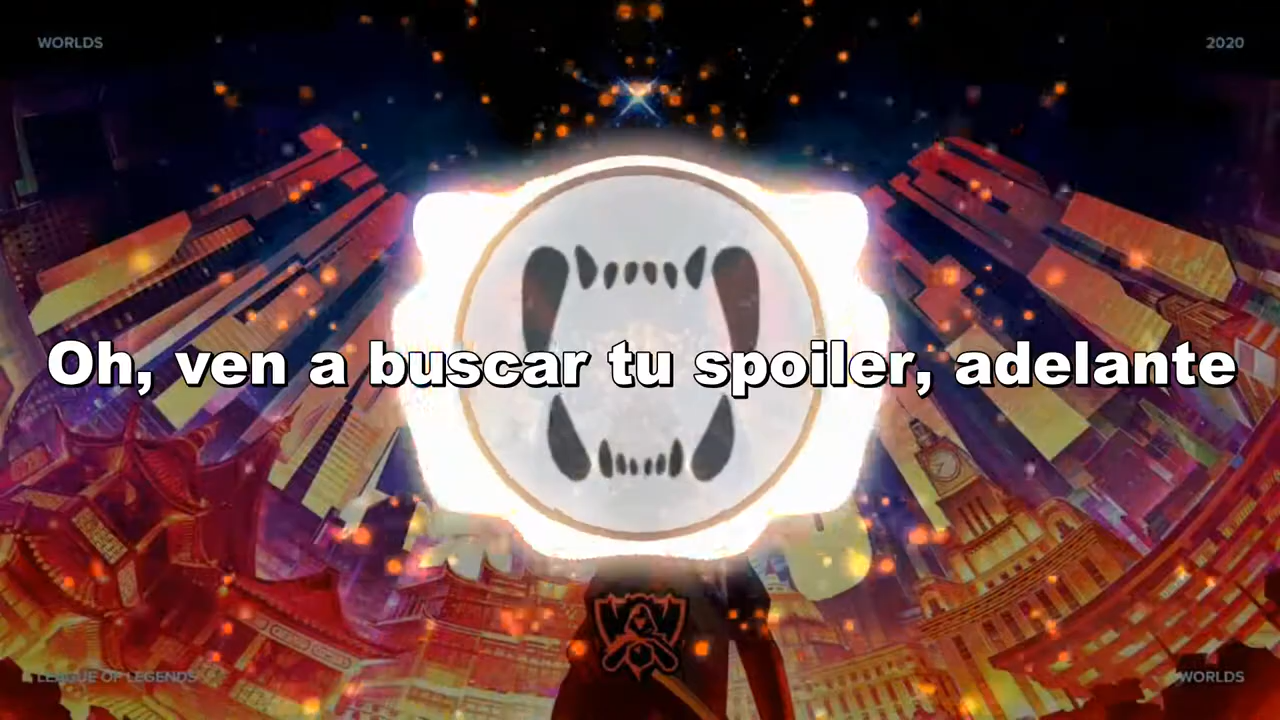 WORLDS
2020
Oh, ven a buscar tu spoiler, adelante
LEAGUE OF LEGENDS
WORLDS